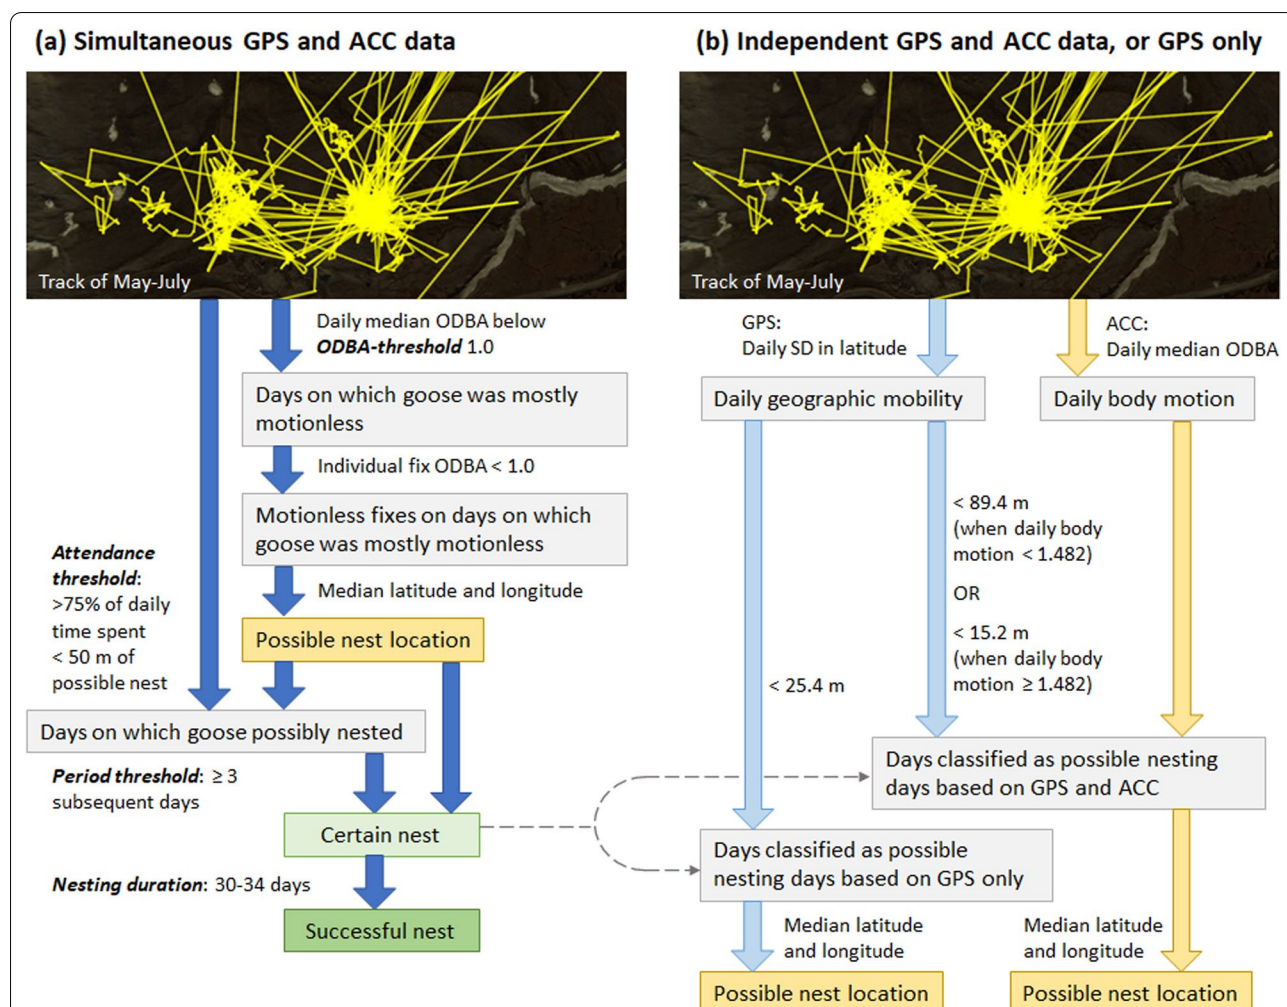 (a) Simultaneous GPS and ACC data
Track of May-July
Daily median ODBA below
ODBA-threshold 1.0
Days on which goose was mostly
motionless
Individual fix ODBA < 1.0
Motionless fixes on days on which
goose was mostly motionless
Attendance
threshold:
>75% of daily
time spent
< 50 m of
possible nest
Median latitude and longitude
Possible nest location
Days on which goose possibly nested
Period threshold: ≥ 3
subsequent days
Certain nest
Nesting duration: 30-34 days
Successful nest
(b) Independent GPS and ACC data, or GPS only
Track of May-July
GPS:
Daily SD in latitude
ACC:
Daily median ODBA
Daily geographic mobility
Daily body motion
< 89.4 m
(when daily body
motion < 1.482)
OR
< 15.2 m
(when daily body
motion ≥ 1.482)
< 25.4 m
Days classified as possible nesting
days based on GPS and ACC
Days classified as possible
nesting days based on GPS only
Median latitude
and longitude
Median latitude
and longitude
Possible nest location
Possible nest location